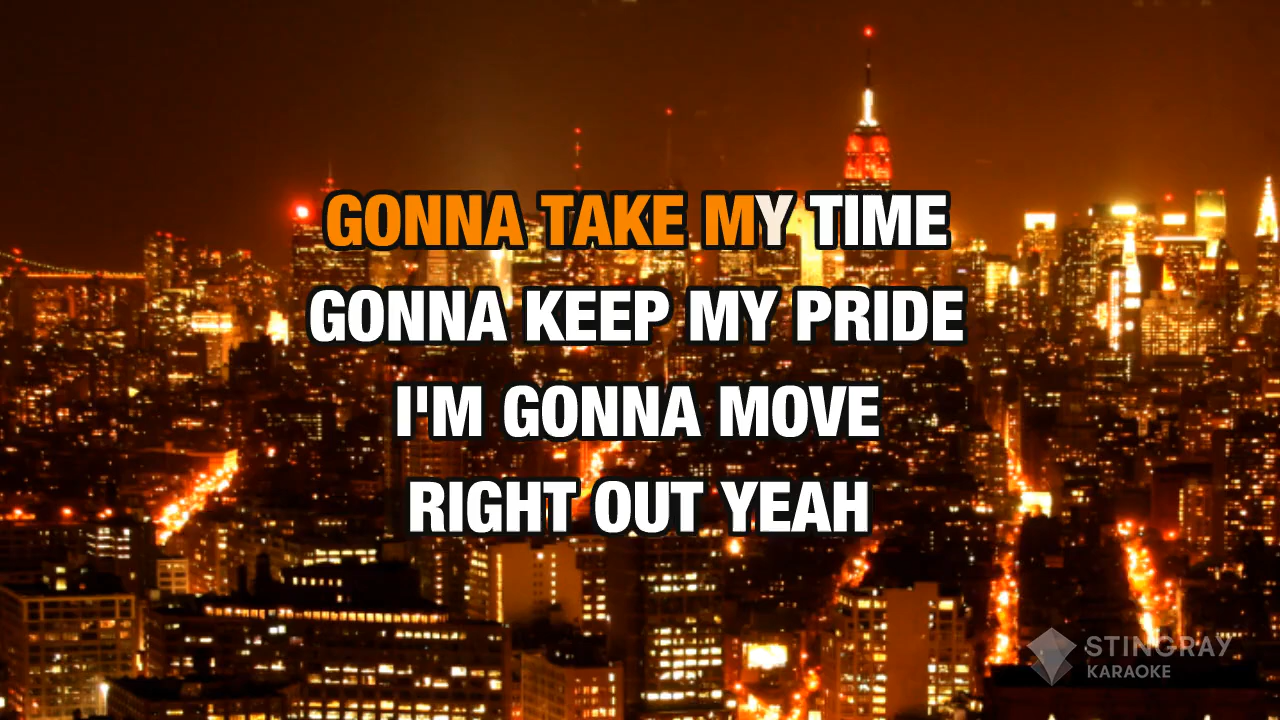 GONNA TAKE MY TIME
GONNA KEEP MY PRIDE
I'M GONNA MOVE
RIGHT OUT YEAH
STINGRAY
KARAOKE